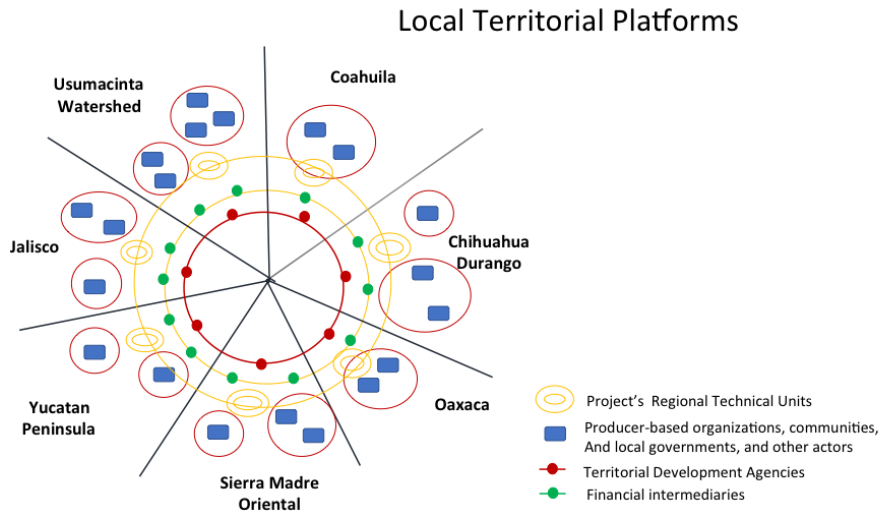 Local Territorial Platforms
Usumacinta
Watershed
Coahuila
Jalisco
Chihuahua
Durango
Yucatan
Peninsula
Oaxaca
Sierra Madre
Oriental
Project's Regional Technical Units
Producer-based organizations, communities,
And local governments, and other actors
Territorial Development Agencies
Financial intermediaries